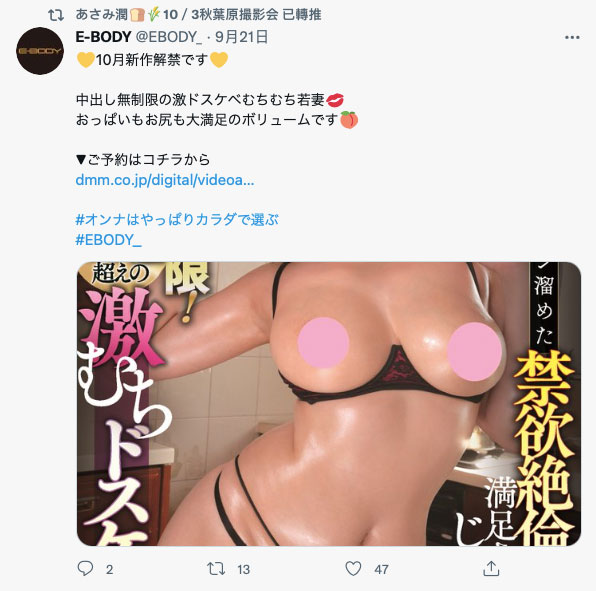 あさみ潤🍞🌾10 / 3秋葉原撮影会 已轉推
E-BODY
E-BODY @EBODY_ · 9月21日
💛10月新作解禁です💛
中出し無制限の激ドスケベむちむち若妻💋
おっぱいもお尻も大満足のボリュームです🍑
▼ご予約はコチラから
dmm.co.jp/digital/videoa...
#オンナはやっぱりカラダで選ぶ
#EBODY_
限!
超えの
激
むちドスケ
溜めた
禁欲絶倫
満足
じ
2
13
47